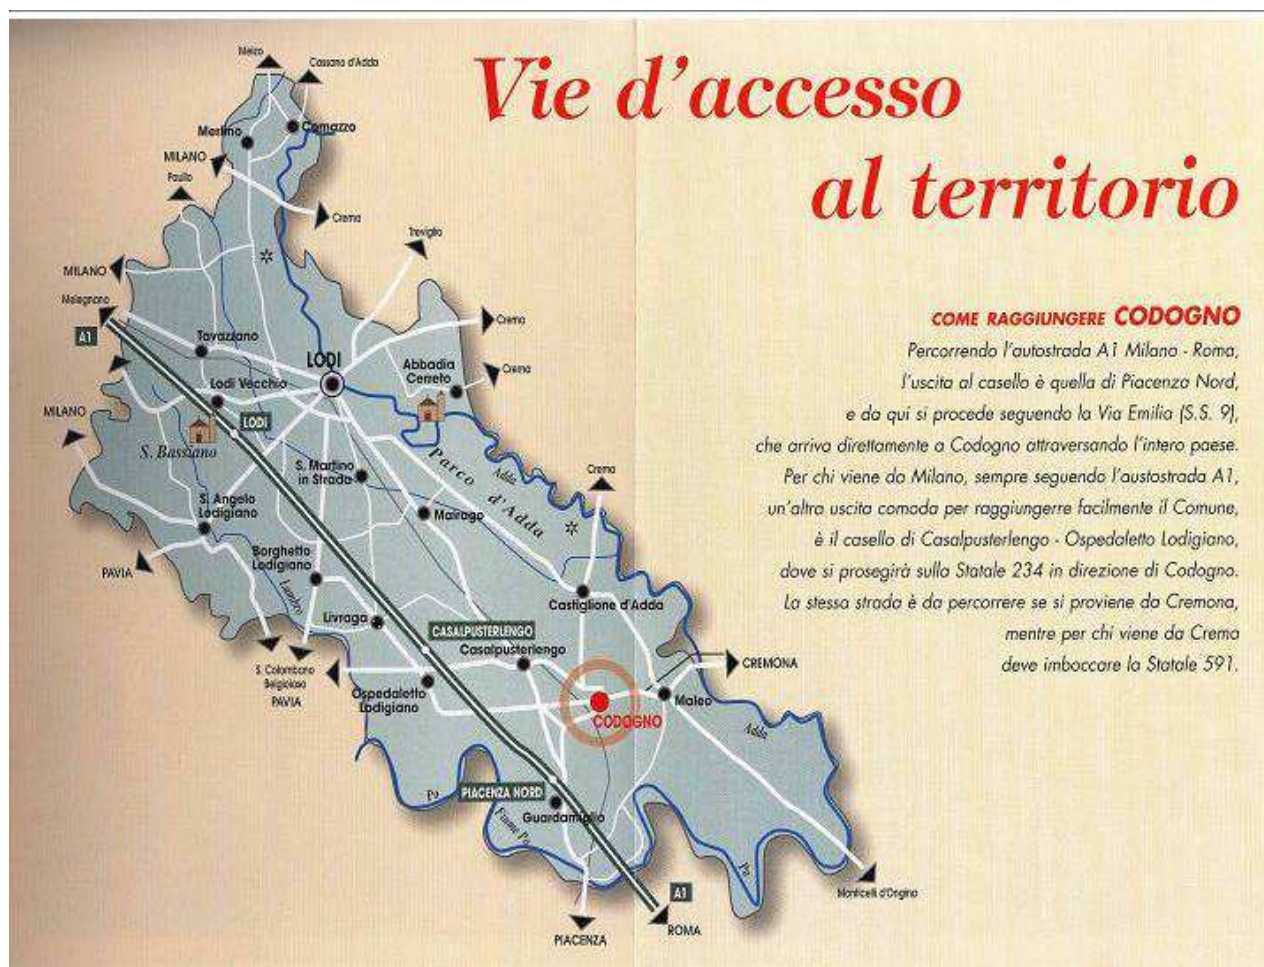 Vie d'accesso
al territorio
COME RAGGIUNGERE CODOGNO
Percorrendo l'autostrada A1 Milano - Roma,
l'uscita al casello è quella di Piacenza Nord,
e da qui si procede seguendo la Via Emilia (S.S. 9),
che arriva direttamente a Codogno attraversando l'intero paese.
Per chi viene da Milano, sempre seguendo l'austostrada A1,
un'altra uscita comoda per raggiungerre facilmente il Comune,
è il casello di Casalpusterlengo - Ospedaletto Lodigiano,
dove si prosegirà sulla Statale 234 in direzione di Codogno.
La stessa strada è da percorrere se si proviene da Cremona,
mentre per chi viene da Crema
deve imboccare la Statale 591.
Melzo
Cassano d'Adda
Merlino
Comazzo
MILANO
Paullo
Crema
Treviglio
MILANO
Melegnano
A1
Crema
Tavazzano
LODI
Abbadia
Cerreto
Crema
Lodi Vecchio
MILANO
LODI
S. Bassiano
S. Martino
in Strada
Parco d'Adda
Adda
Crema
S. Angelo
Lodigiano
Mairago
PAVIA
Borghetto
Lodigiano
Lambro
Castiglione d'Adda
Livraga
CASALPUSTERLENGO
Casalpusterlengo
S. Colombano
Belgioioso
PAVIA
CREMONA
Ospedaletto
Lodigiano
Maleo
CODOGNO
Adda
Po
PIACENZA NORD
Guardamiglio
Fiume Po
Po
Monticelli d'Ongina
A1
ROMA
PIACENZA